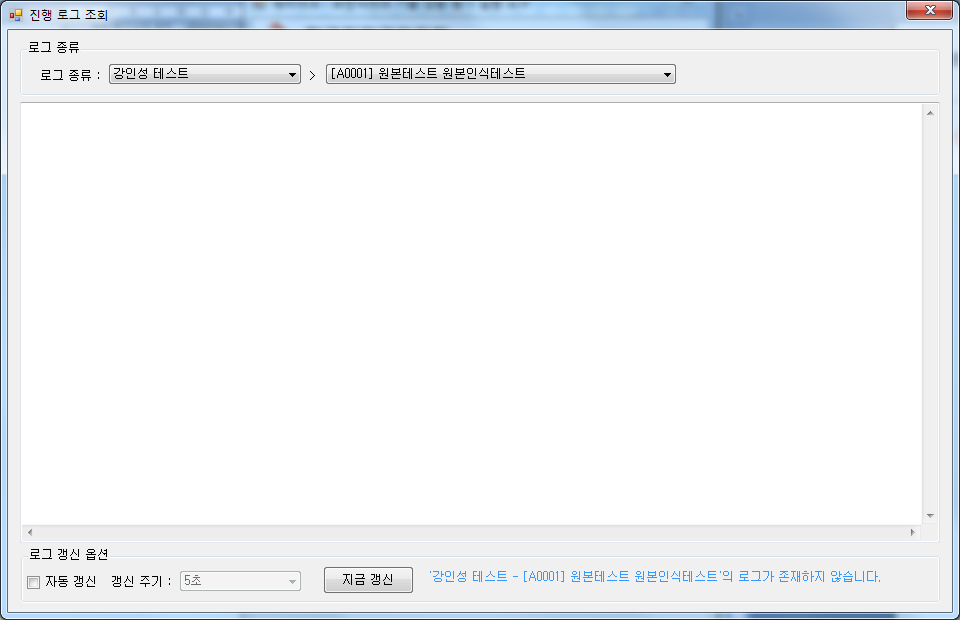 진행 로그 조회
로그 종류
로그 종류 : 강인성 테스트 > [A0001] 원본테스트 원본인식테스트
로그 갱신 옵션
자동 갱신 갱신 주기 : 5초 지금 갱신 '강인성 테스트 - [A0001] 원본테스트 원본인식테스트'의 로그가 존재하지 않습니다.